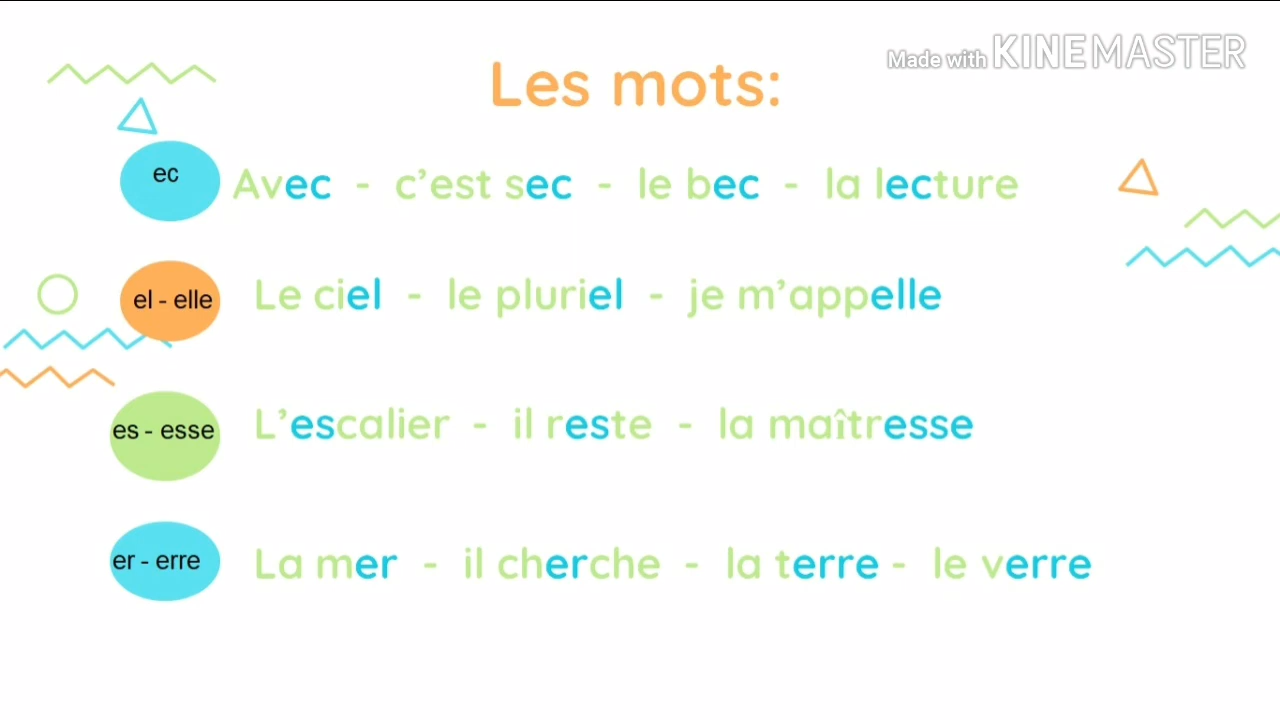 Made with KINEMASTER
Les mots:
ec
Avec - c'est sec - le bec - la lecture
el - elle
Le ciel - le pluriel - je m'appelle
es - esse
L'escalier - il reste - la maîtresse
er - erre
La mer - il cherche - la terre - le verre